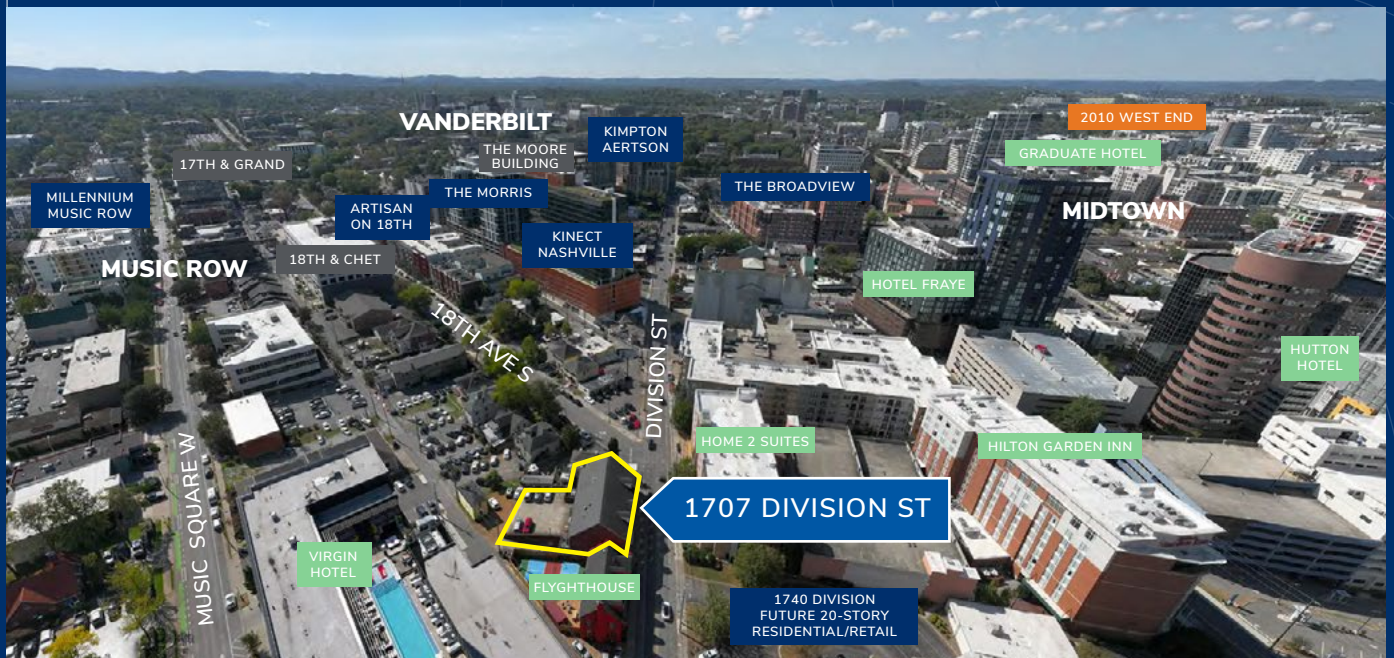 VANDERBILT
2010 WEST END
KIMPTON
AERTSON
THE MOORE
BUILDING
GRADUATE HOTEL
17TH & GRAND
MILLENNIUM
MUSIC ROW
THE MORRIS
THE BROADVIEW
ARTISAN
ON 18TH
MIDTOWN
KINECT
NASHVILLE
18TH & CHET
MUSIC ROW
HOTEL FRAYE
18TH AVE S
DIVISION ST
HUTTON
HOTEL
HOME 2 SUITES
HILTON GARDEN INN
MUSIC SQUARE W
1707 DIVISION ST
VIRGIN
HOTEL
FLYGHTHOUSE
1740 DIVISION
FUTURE 20-STORY
RESIDENTIAL/RETAIL